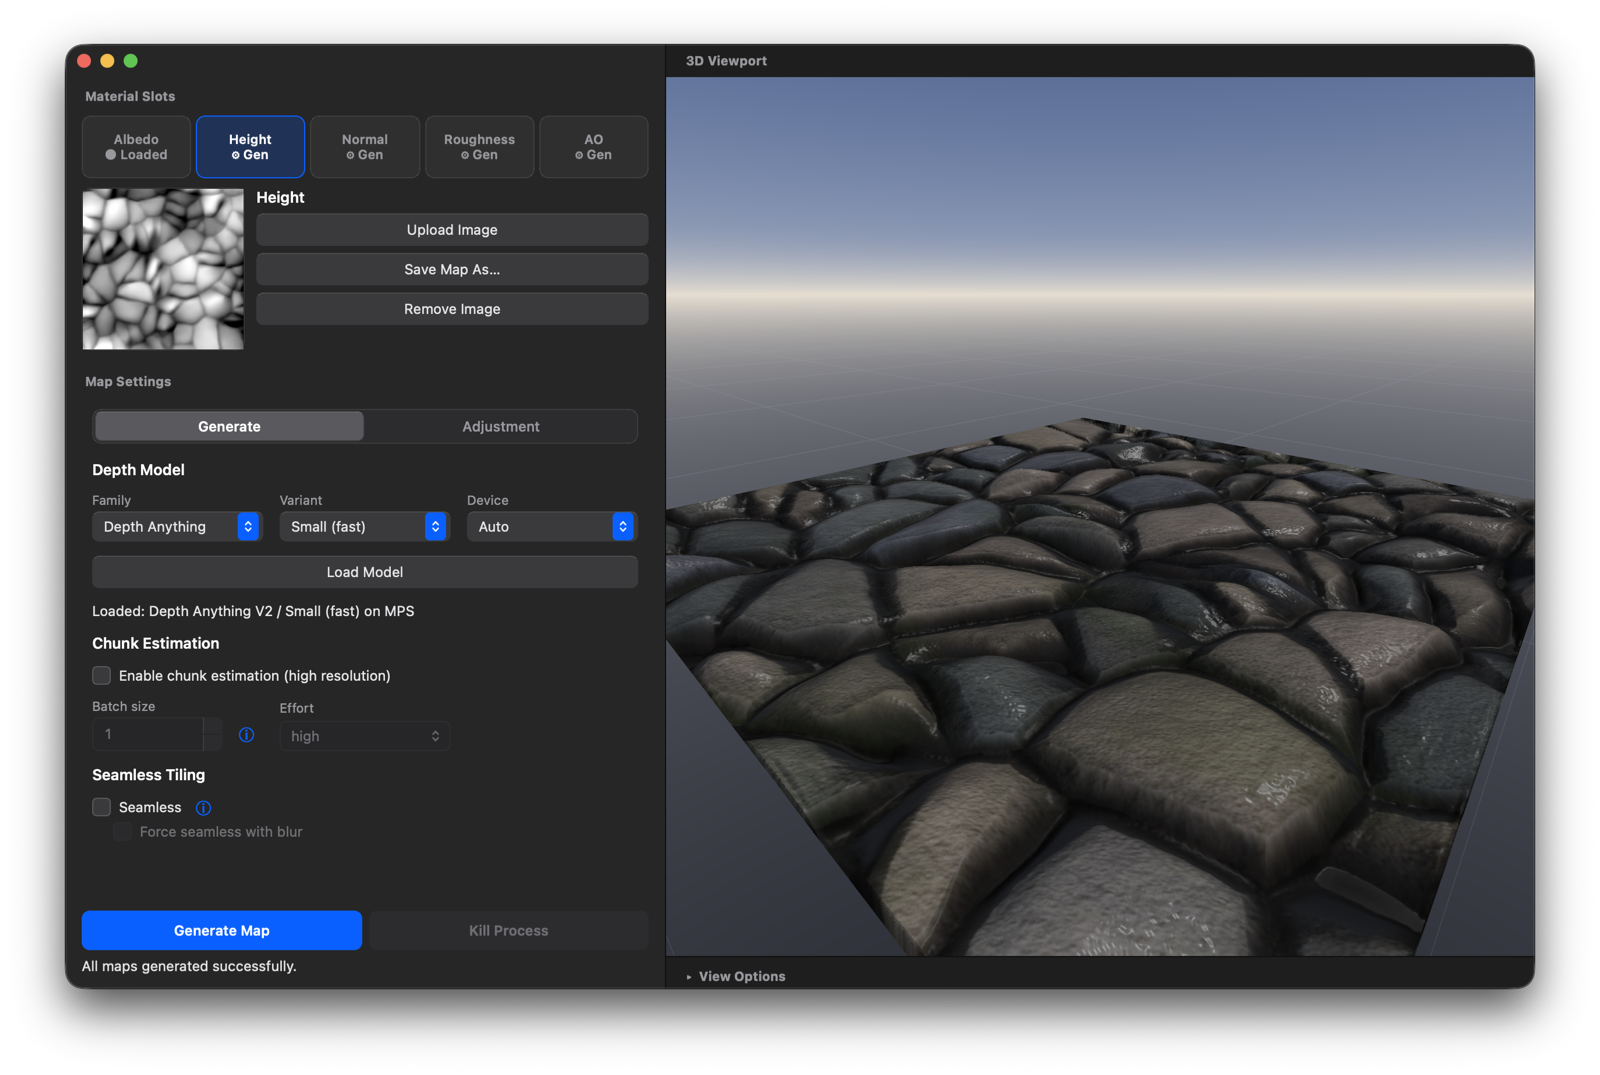 3D Viewport
Material Slots
Albedo
Loaded
Height
Gen
Normal
Gen
Roughness
Gen
AO
Gen
Height
Upload Image
Save Map As...
Remove Image
Map Settings
Generate
Adjustment
Depth Model
Family
Variant
Device
Depth Anything
Small (fast)
Auto
Load Model
Loaded: Depth Anything V2 / Small (fast) on MPS
Chunk Estimation
Enable chunk estimation (high resolution)
Batch size
Effort
1
high
Seamless Tiling
Seamless
Force seamless with blur
Generate Map
Kill Process
All maps generated successfully.
View Options